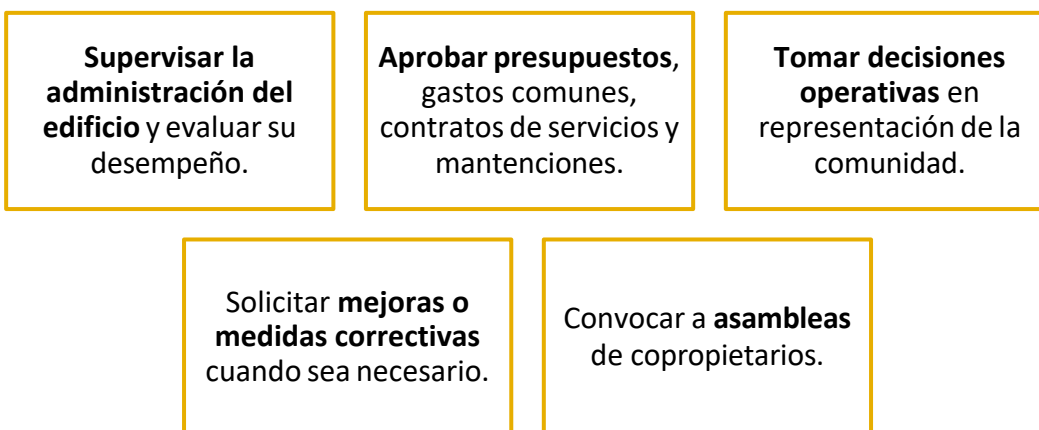 Supervisar la
administración del
edificio y evaluar su
desempeño.
Aprobar presupuestos,
gastos comunes,
contratos de servicios y
mantenciones.
Tomar decisiones
operativas en
representación de la
comunidad.
Solicitar mejoras o
medidas correctivas
cuando sea necesario.
Convocar a asambleas
de copropietarios.